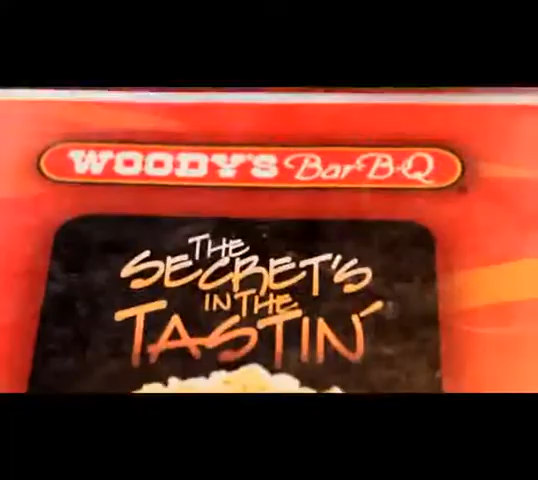 WOODY'S Bar-B-Q
THE
SECRET'S
IN THE
TASTIN'